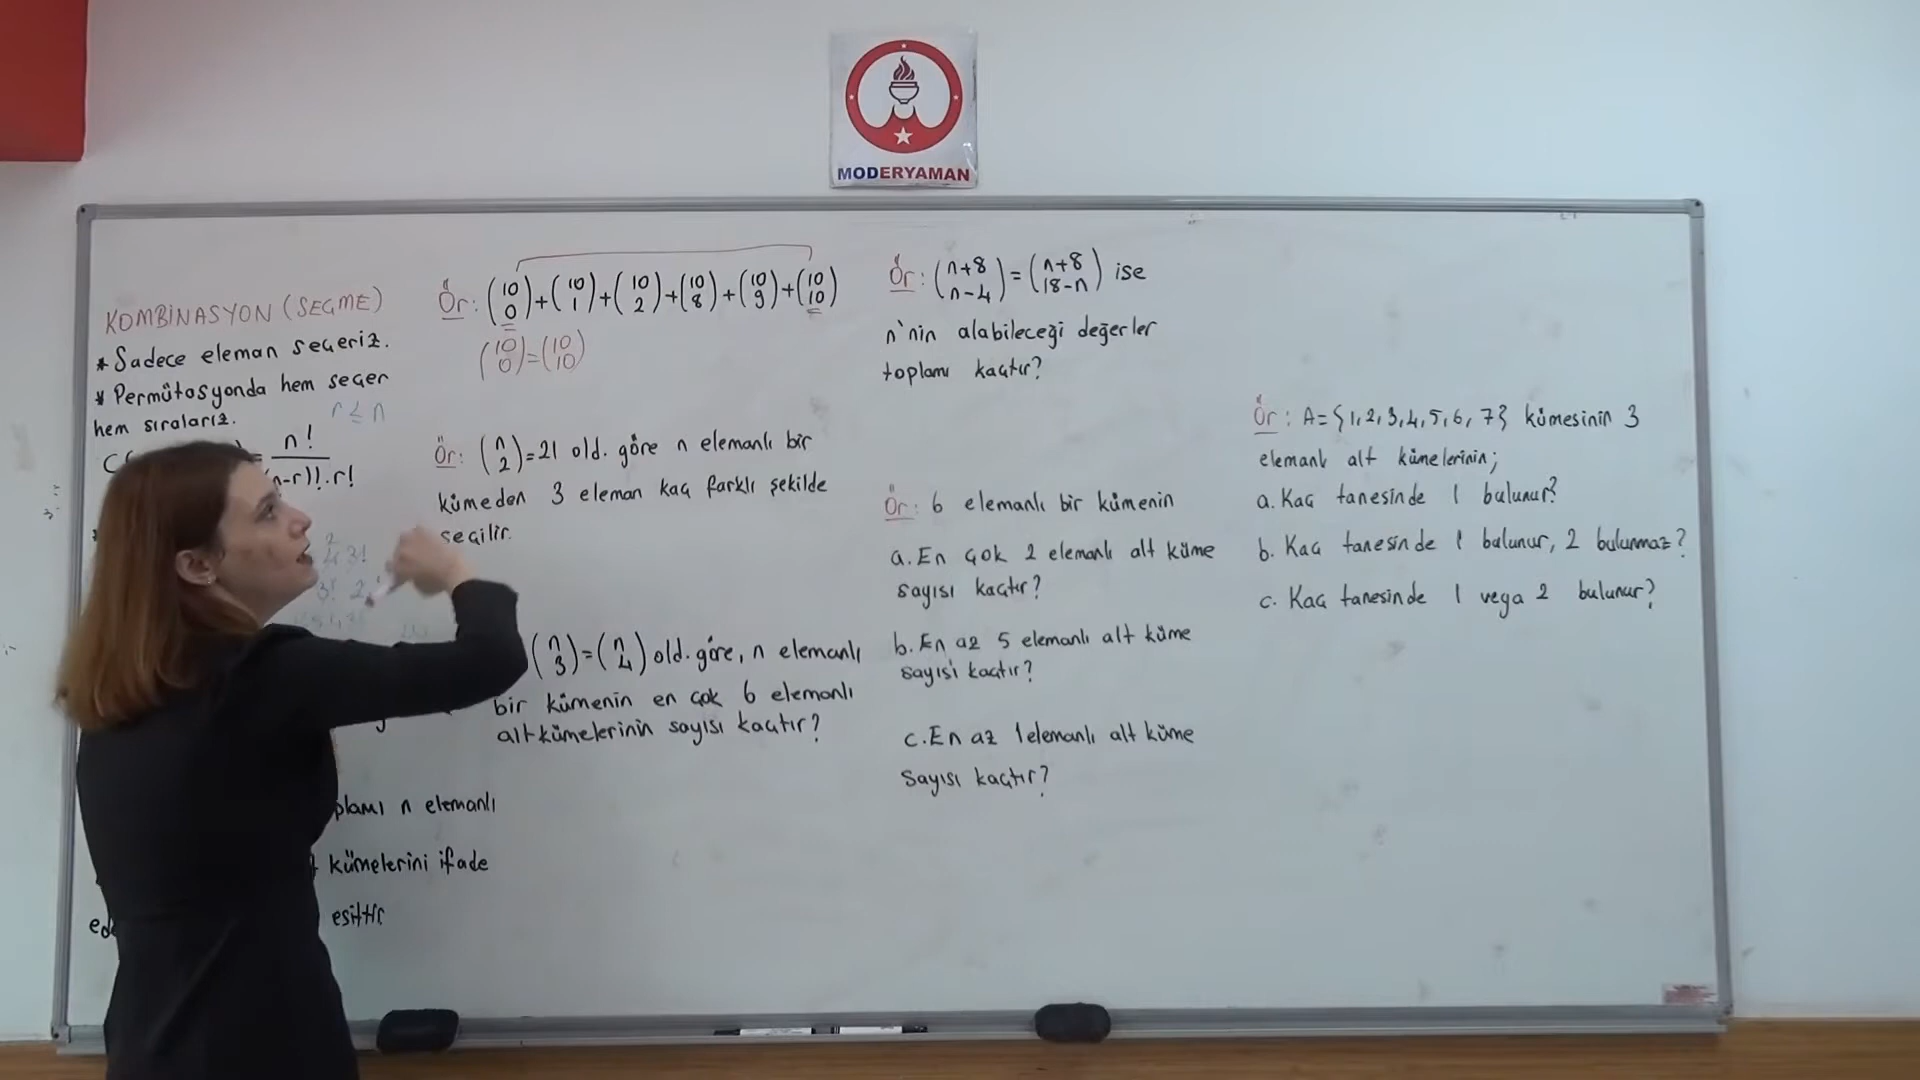 MODERYAMAN
KOMBİNASYON (SEÇME)
* Sadece eleman seçeriz.
* Permütasyonda hem seçer
hem sıralarız.
r ≤ n
n!
(n-r)!.r!
plamı n elemanlı
kümelerini ifade
eşittir
Ör: (10 0)+(10 1)+(10 2)+(10 8)+(10 9)+(10 10)
(10 0)=(10 10)
Ör: (n 2)=21 old. göre n elemanlı bir
kümeden 3 eleman kaç farklı şekilde
seçilir.
(n 3)=(n 4) old. göre, n elemanlı
bir kümenin en çok 6 elemanlı
alt kümelerinin sayısı kaçtır?
Ör: (n+8 n-4)=(n+8 18-n) ise
n'nin alabileceği değerler
toplamı kaçtır?
Ör: 6 elemanlı bir kümenin
a. En çok 2 elemanlı alt küme
sayısı kaçtır?
b. En az 5 elemanlı alt küme
sayısı kaçtır?
c. En az 1 elemanlı alt küme
sayısı kaçtır?
Ör: A={1,2,3,4,5,6,7} kümesinin 3
elemanlı alt kümelerinin;
a. Kaç tanesinde 1 bulunur?
b. Kaç tanesinde 1 bulunur, 2 bulunmaz?
c. Kaç tanesinde 1 veya 2 bulunur?